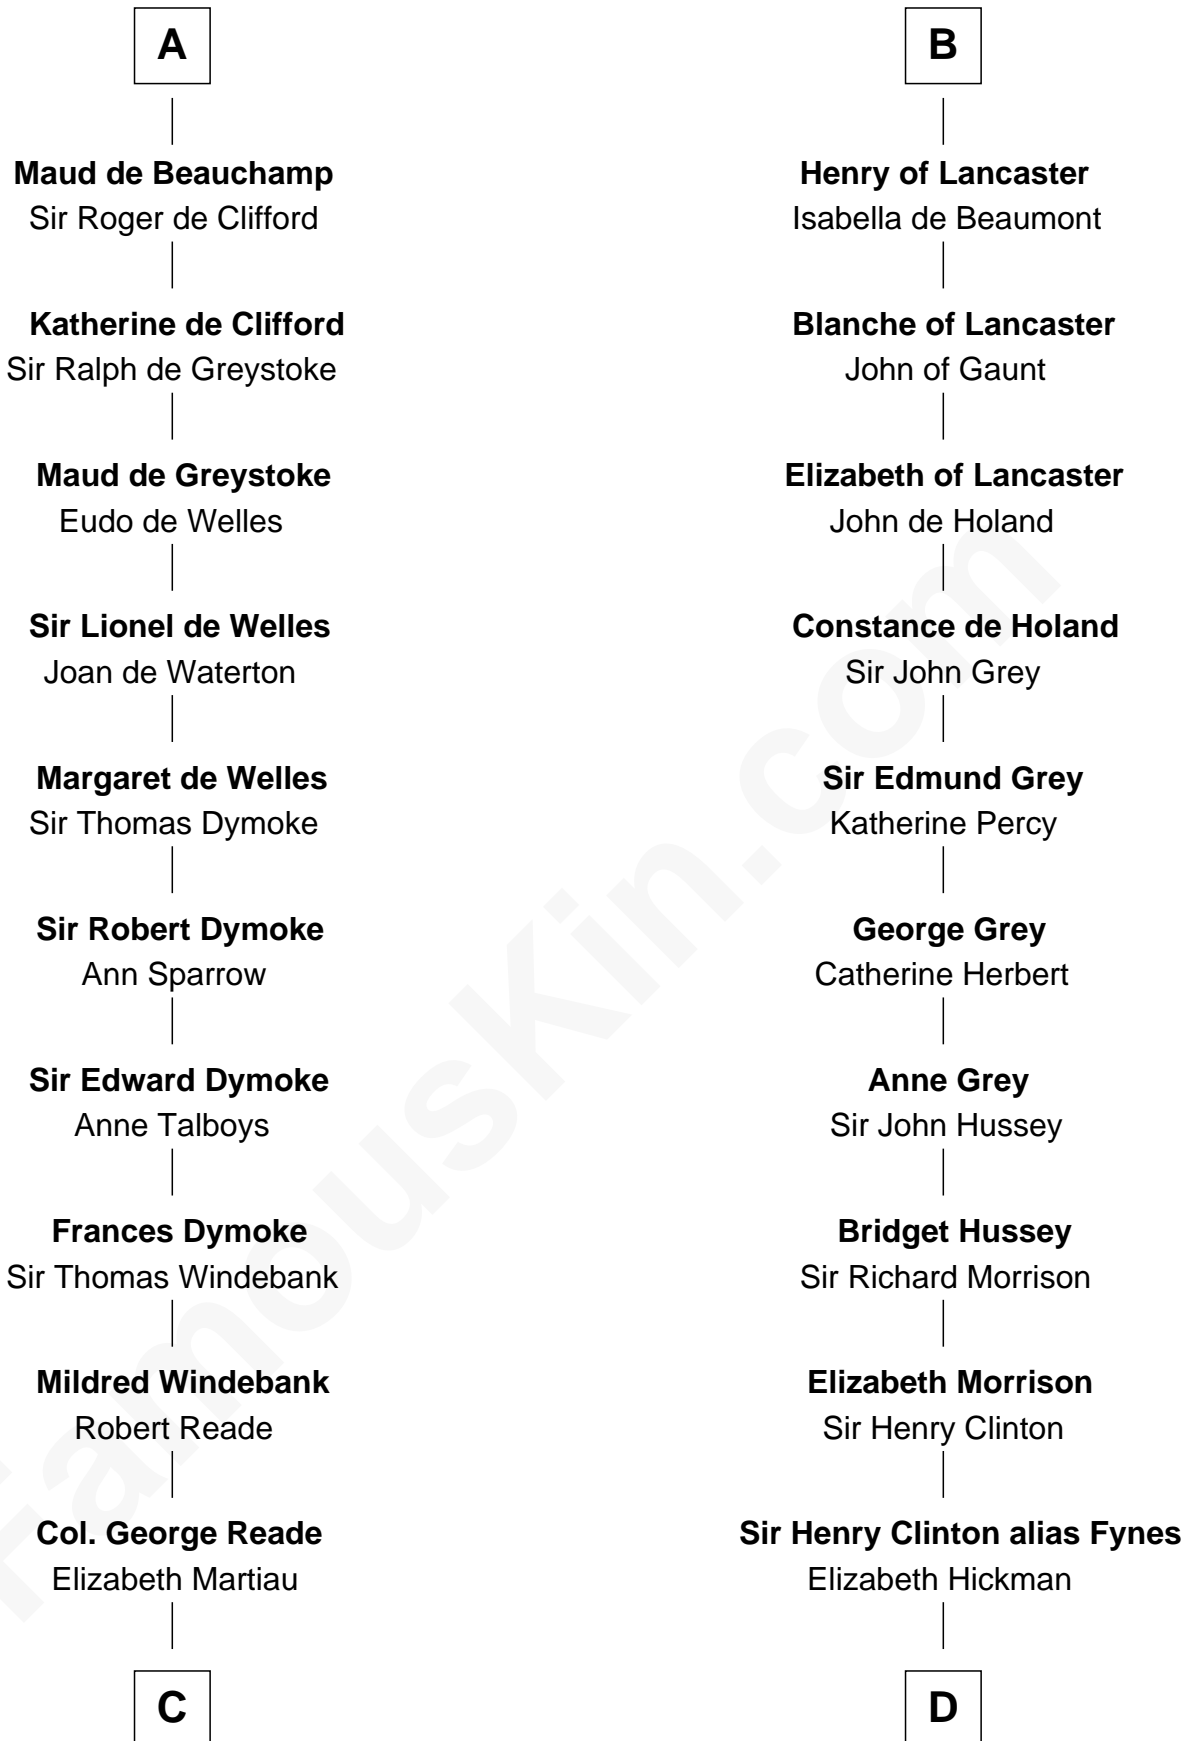 A
Maud de Beauchamp
Sir Roger de Clifford
Katherine de Clifford
Sir Ralph de Greystoke
Maud de Greystoke
Eudo de Welles
Sir Lionel de Welles
Joan de Waterton
Margaret de Welles
Sir Thomas Dymoke
Sir Robert Dymoke
Ann Sparrow
Sir Edward Dymoke
Anne Talboys
Frances Dymoke
Sir Thomas Windebank
Mildred Windebank
Robert Reade
Col. George Reade
Elizabeth Martiau
C
B
Henry of Lancaster
Isabella de Beaumont
Blanche of Lancaster
John of Gaunt
Elizabeth of Lancaster
John de Holand
Constance de Holand
Sir John Grey
Sir Edmund Grey
Katherine Percy
George Grey
Catherine Herbert
Anne Grey
Sir John Hussey
Bridget Hussey
Sir Richard Morrison
Elizabeth Morrison
Sir Henry Clinton
Sir Henry Clinton alias Fynes
Elizabeth Hickman
D
FamousKin.com